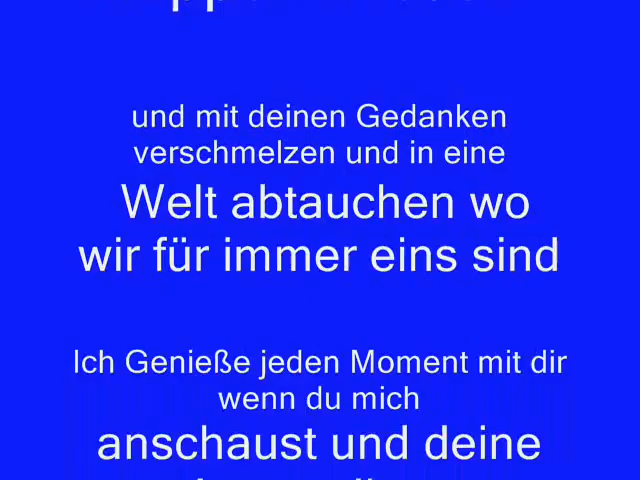 und mit deinen Gedanken
verschmelzen und in eine
Welt abtauchen wo
wir für immer eins sind
Ich Genieße jeden Moment mit dir
wenn du mich
anschaust und deine